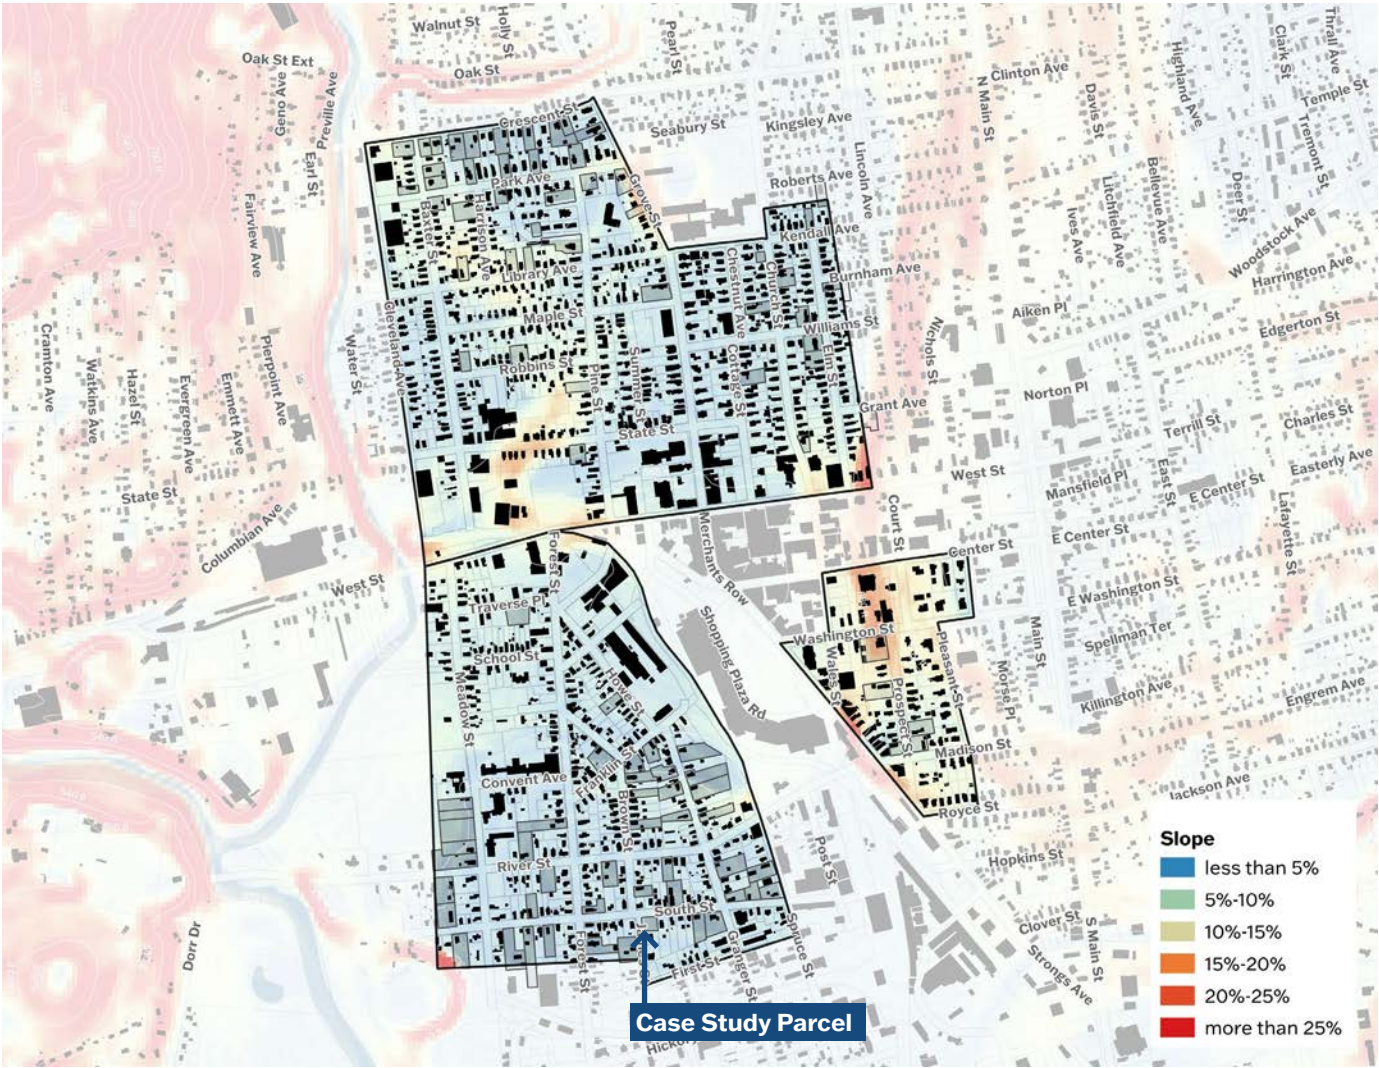 Walnut St
Holly St
Pearl St
Thrall Ave
Clark St
Highland Ave
Oak St Ext
Oak St
Clinton Ave
N Main St
Davis St
Temple St
Geno Ave
Preville Ave
Crescent St
Seabury St
Kingsley Ave
Tremont St
Earl St
Park Ave
Grove St
Roberts Ave
Lincoln Ave
Bellevue Ave
Litchfield Ave
Deer St
Fairview Ave
Baxter St
Harrison Ave
Kendall Ave
Ives Ave
Woodstock Ave
Library Ave
Chestnut Ave
Church St
Burnham Ave
Harrington Ave
Cleveland Ave
Maple St
Williams St
Aiken Pl
Edgerton St
Cramton Ave
Watkins Ave
Hazel St
Evergreen Ave
Emmett Ave
Pierpoint Ave
Water St
Robbins St
Pine St
Summer St
Cottage St
Elm St
Nichols St
Norton Pl
Grant Ave
Charles St
State St
Terrill St
Easterly Ave
State St
West St
Mansfield Pl
East St
E Center St
Lafayette St
Columbian Ave
Merchants Row
Court St
Center St
E Center St
West St
Forest St
Traverse Pl
Shopping Plaza Rd
E Washington St
Washington St
Main St
Spellman Ter
School St
Wales St
Pleasant St
Morse Pl
Killington Ave
Engrem Ave
Meadow St
Howe St
Prospect St
Madison St
Convent Ave
Franklin St
Brown St
Jackson Ave
Royce St
River St
Post St
Hopkins St
South St
Clover St
S Main St
Dorr Dr
Forest St
Granger St
Spruce St
First St
Strongs Ave
Case Study Parcel
Hickory
Slope
less than 5%
5%-10%
10%-15%
15%-20%
20%-25%
more than 25%